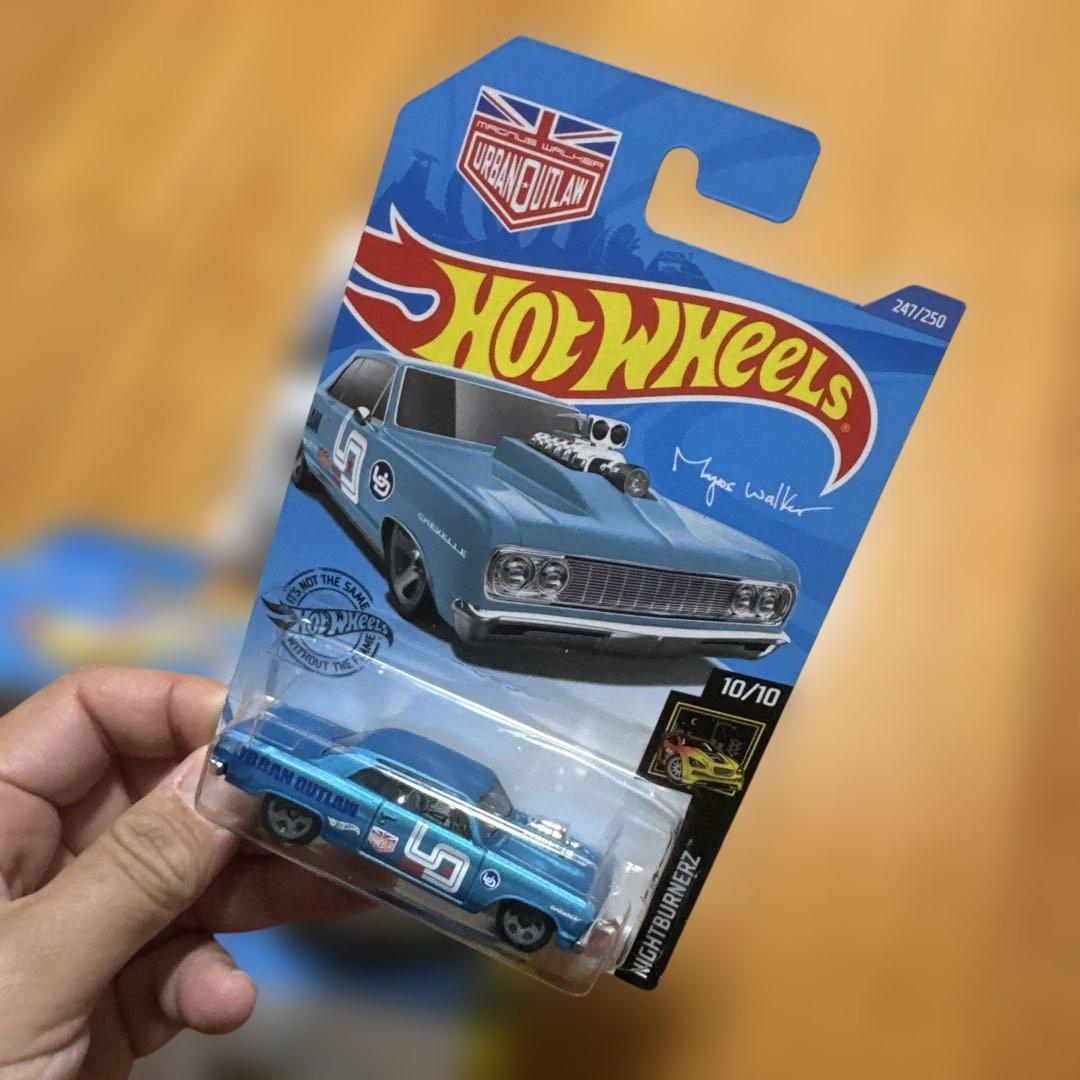 MAGNUS WALKER
URBAN OUTLAW
Hot Wheels®
247/250
Magnus Walker
CHEVELLE
IT'S NOT THE SAME
Hot Wheels
WITHOUT THE FLAME
10/10
NIGHTBURNERZ™
URBAN OUTLAW